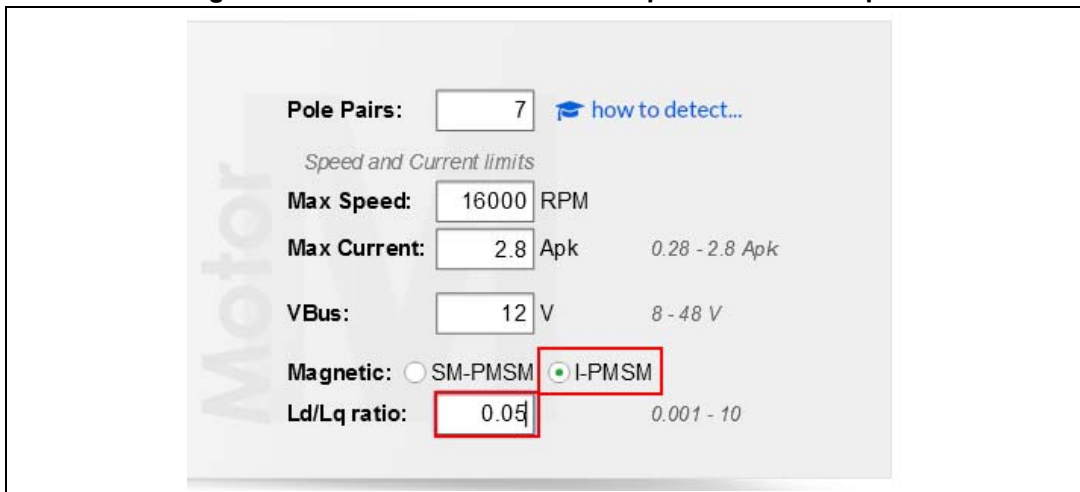 Motor
Pole Pairs: 7 how to detect...
Speed and Current limits
Max Speed: 16000 RPM
Max Current: 2.8 Apk 0.28 - 2.8 Apk
VBus: 12 V 8 - 48 V
Magnetic: SM-PMSM I-PMSM
Ld/Lq ratio: 0.05 0.001 - 10